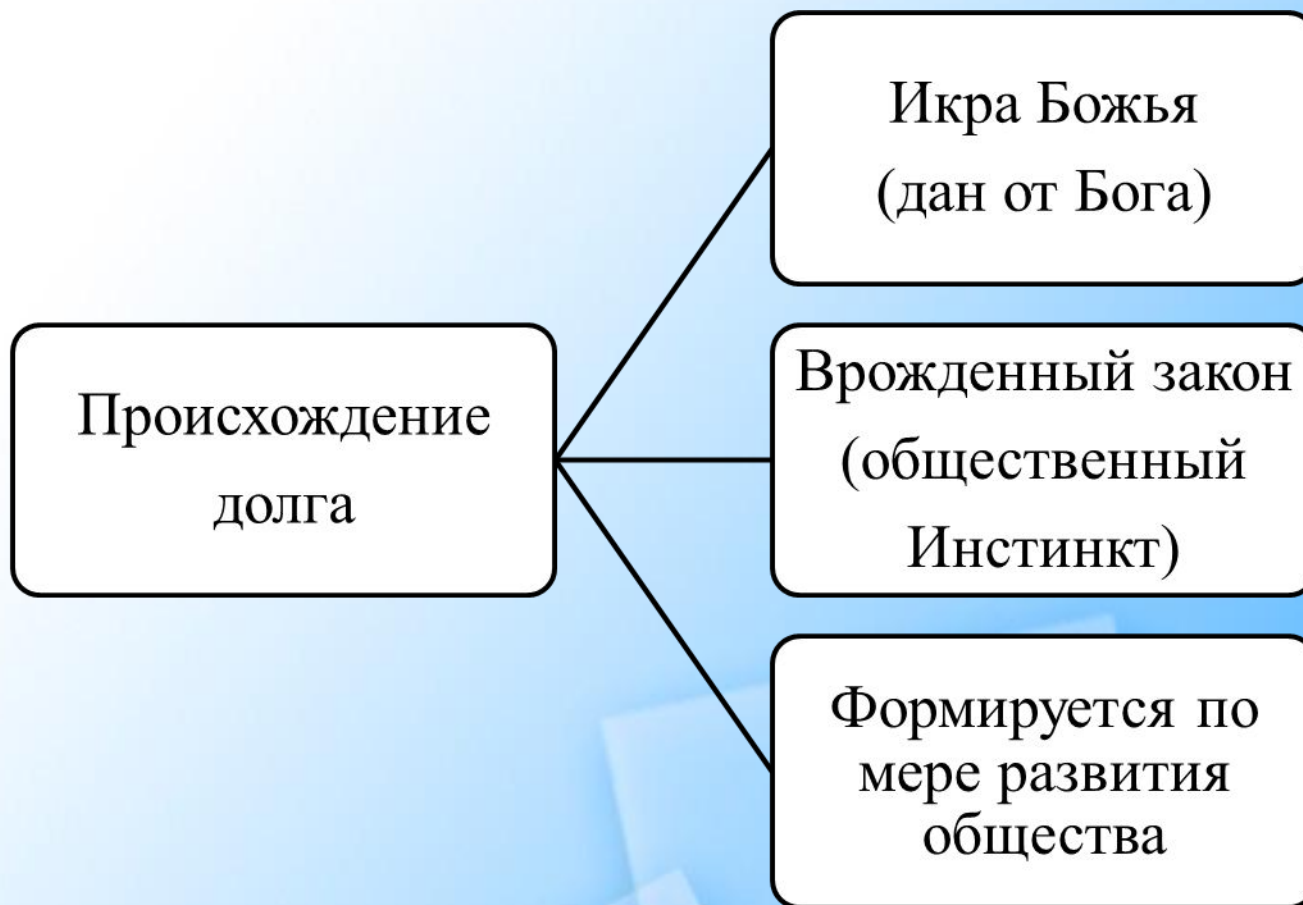 Происхождение
долга
Икра Божья
(дан от Бога)
Врожденный закон
(общественный
Инстинкт)
Формируется по
мере развития
общества